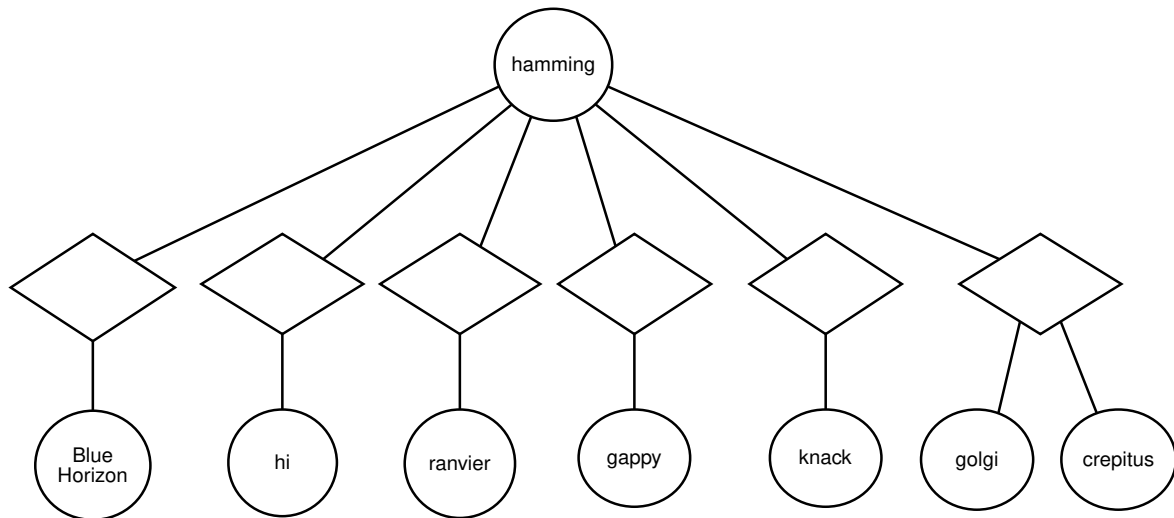 hamming
Blue
Horizon
hi
ranvier
gappy
knack
golgi
crepitus